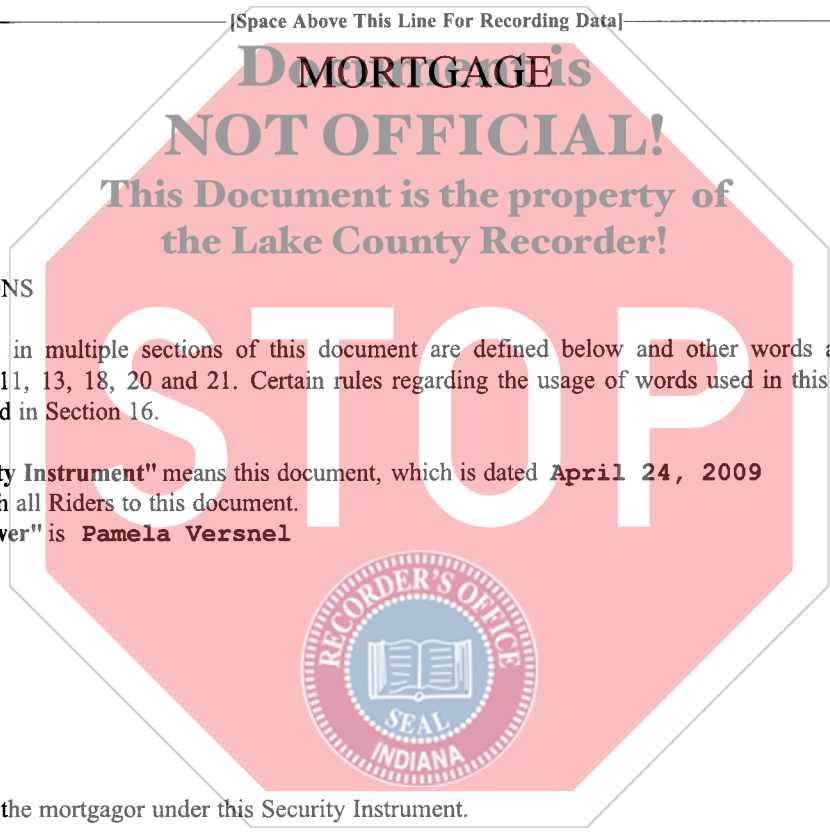 [Space Above This Line For Recording Data]
MORTGAGE
Document is
NOT OFFICIAL!
This Document is the property of
the Lake County Recorder!
NS
in multiple sections of this document are defined below and other words a
11, 13, 18, 20 and 21. Certain rules regarding the usage of words used in this
d in Section 16.
STOP
ty Instrument" means this document, which is dated April 24, 2009
h all Riders to this document.
wer" is Pamela Versnel
RECORDER'S OFFICE
SEAL
INDIANA
the mortgagor under this Security Instrument.